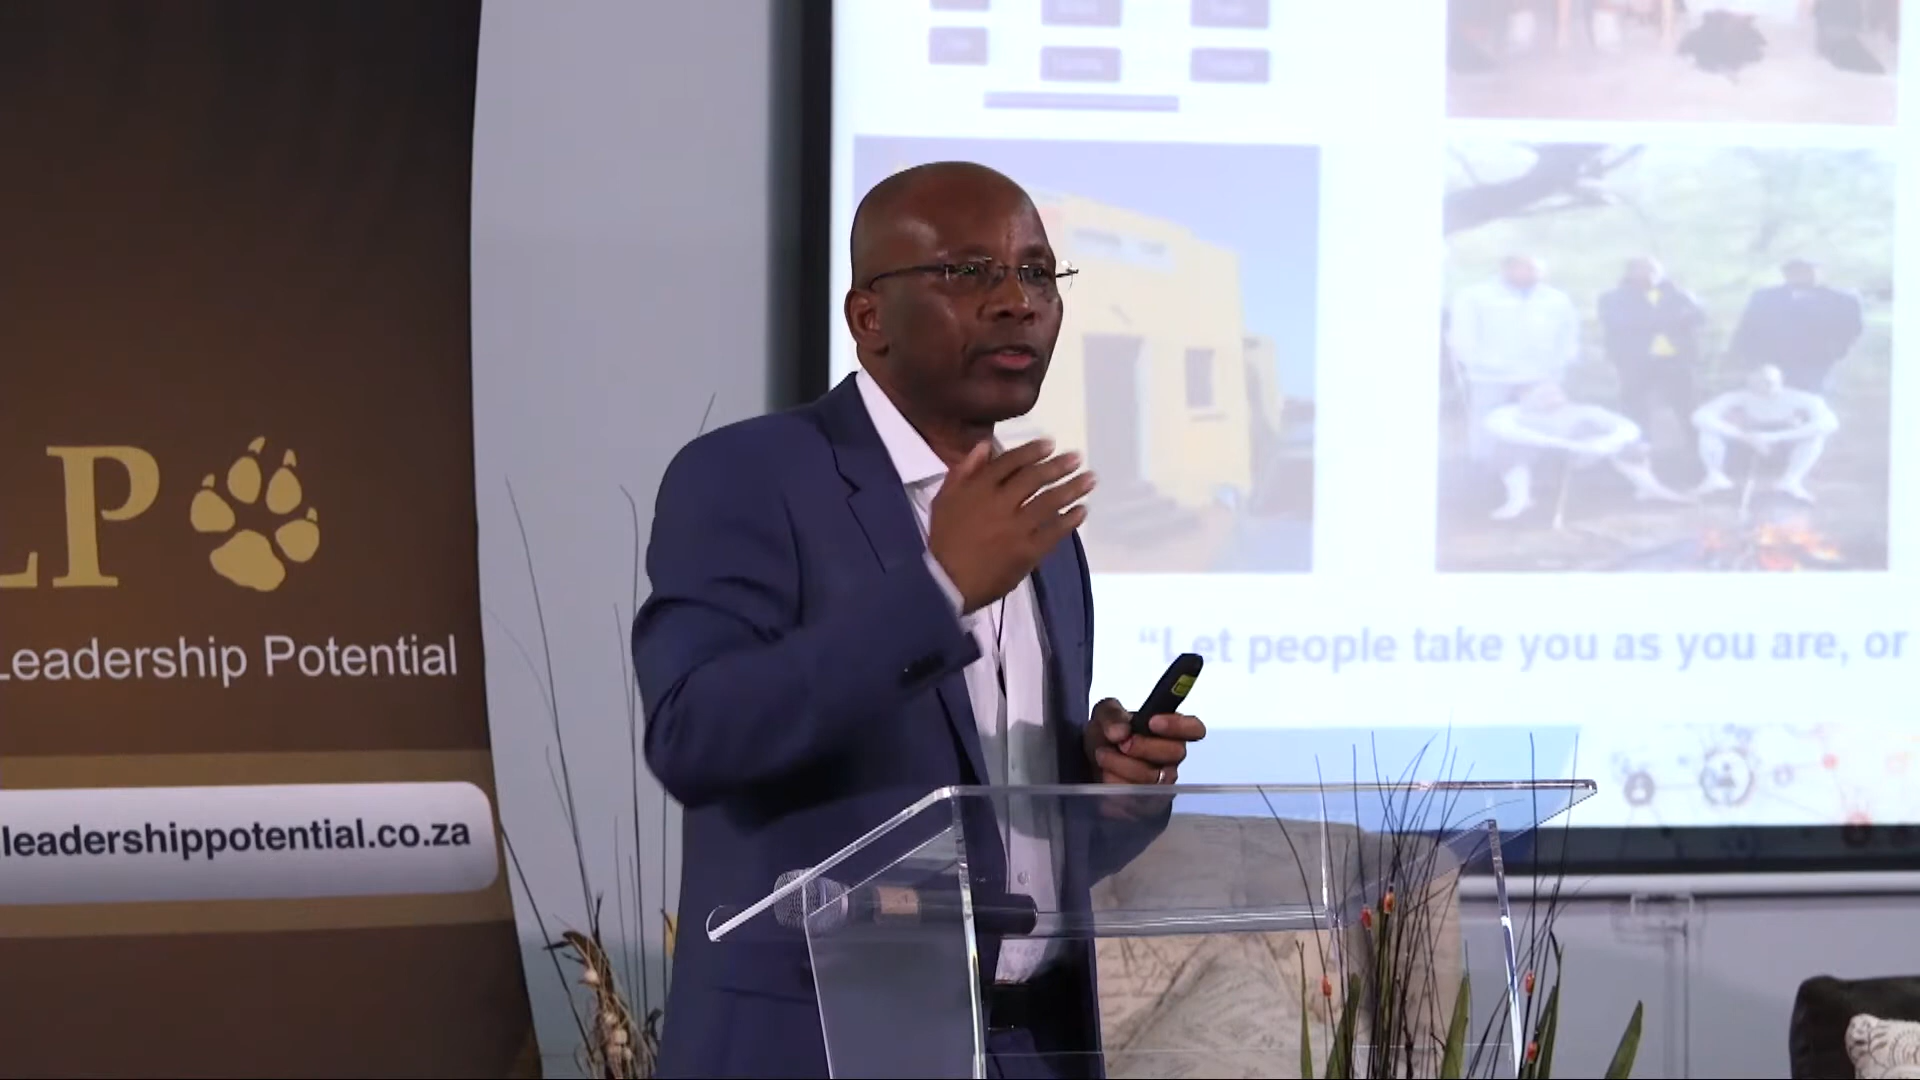 LP
Leadership Potential
leadershippotential.co.za
“Let people take you as you are, or